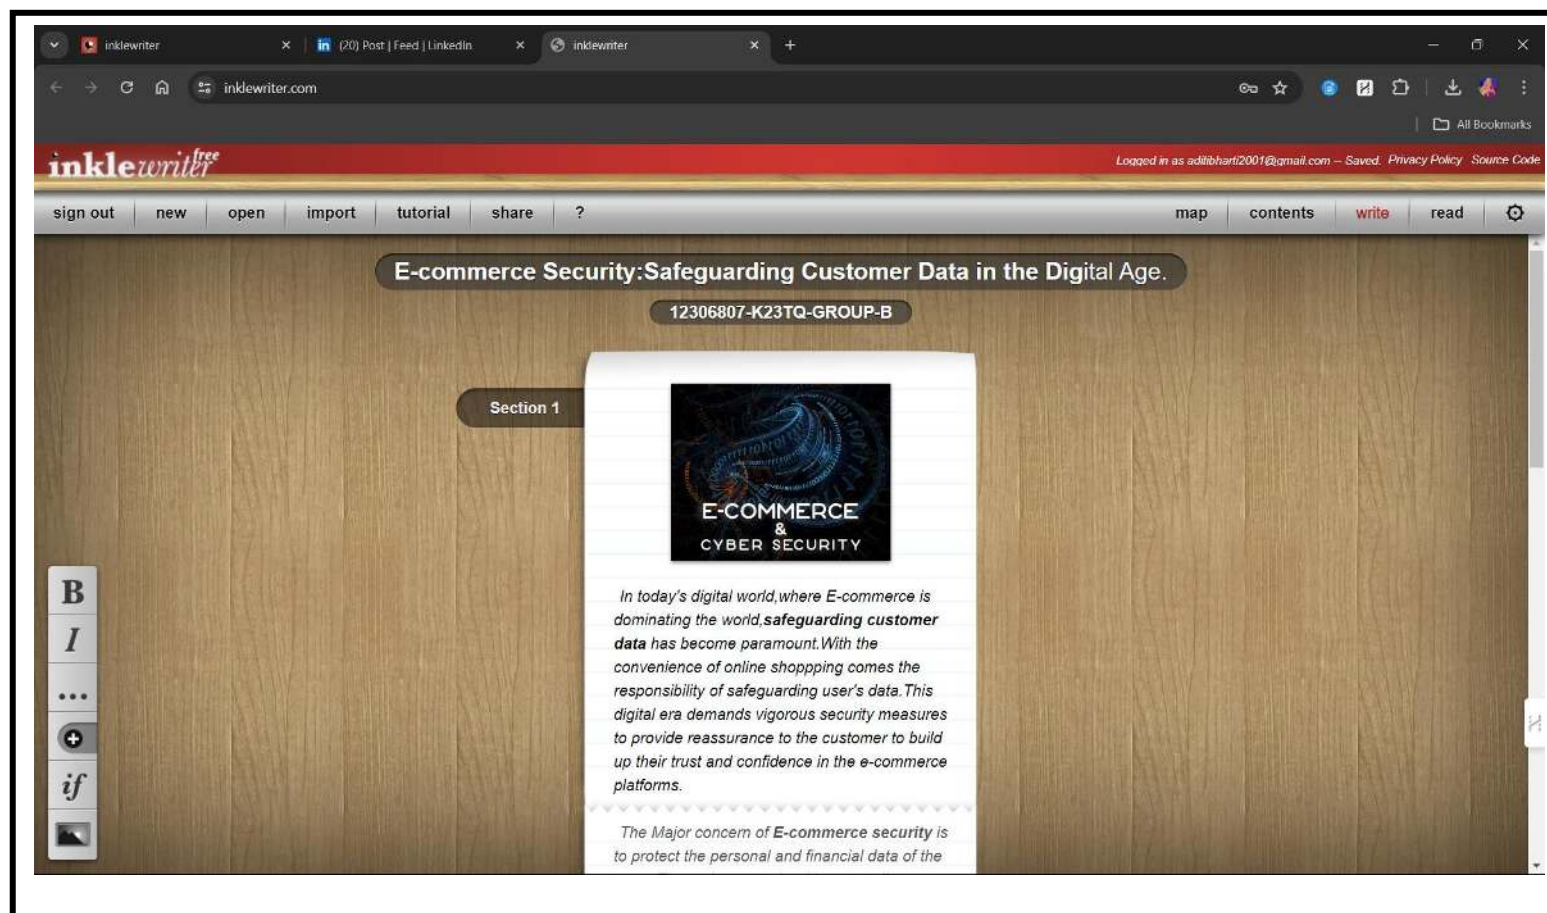 inklewriter
(20) Post | Feed | LinkedIn
inklewriter
inklewriter.com
All Bookmarks
inklewriter free
Logged in as aditibharti2001@gmail.com – Saved. Privacy Policy Source Code
sign out new open import tutorial share ? map contents write read
E-commerce Security:Safeguarding Customer Data in the Digital Age.
12306807-K23TQ-GROUP-B
Section 1
E-COMMERCE
&
CYBER SECURITY
In today's digital world,where E-commerce is
dominating the world,safeguarding customer
data has become paramount.With the
convenience of online shoppping comes the
responsibility of safeguarding user's data.This
digital era demands vigorous security measures
to provide reassurance to the customer to build
up their trust and confidence in the e-commerce
platforms.
The Major concern of E-commerce security is
to protect the personal and financial data of the
B
I
...
if